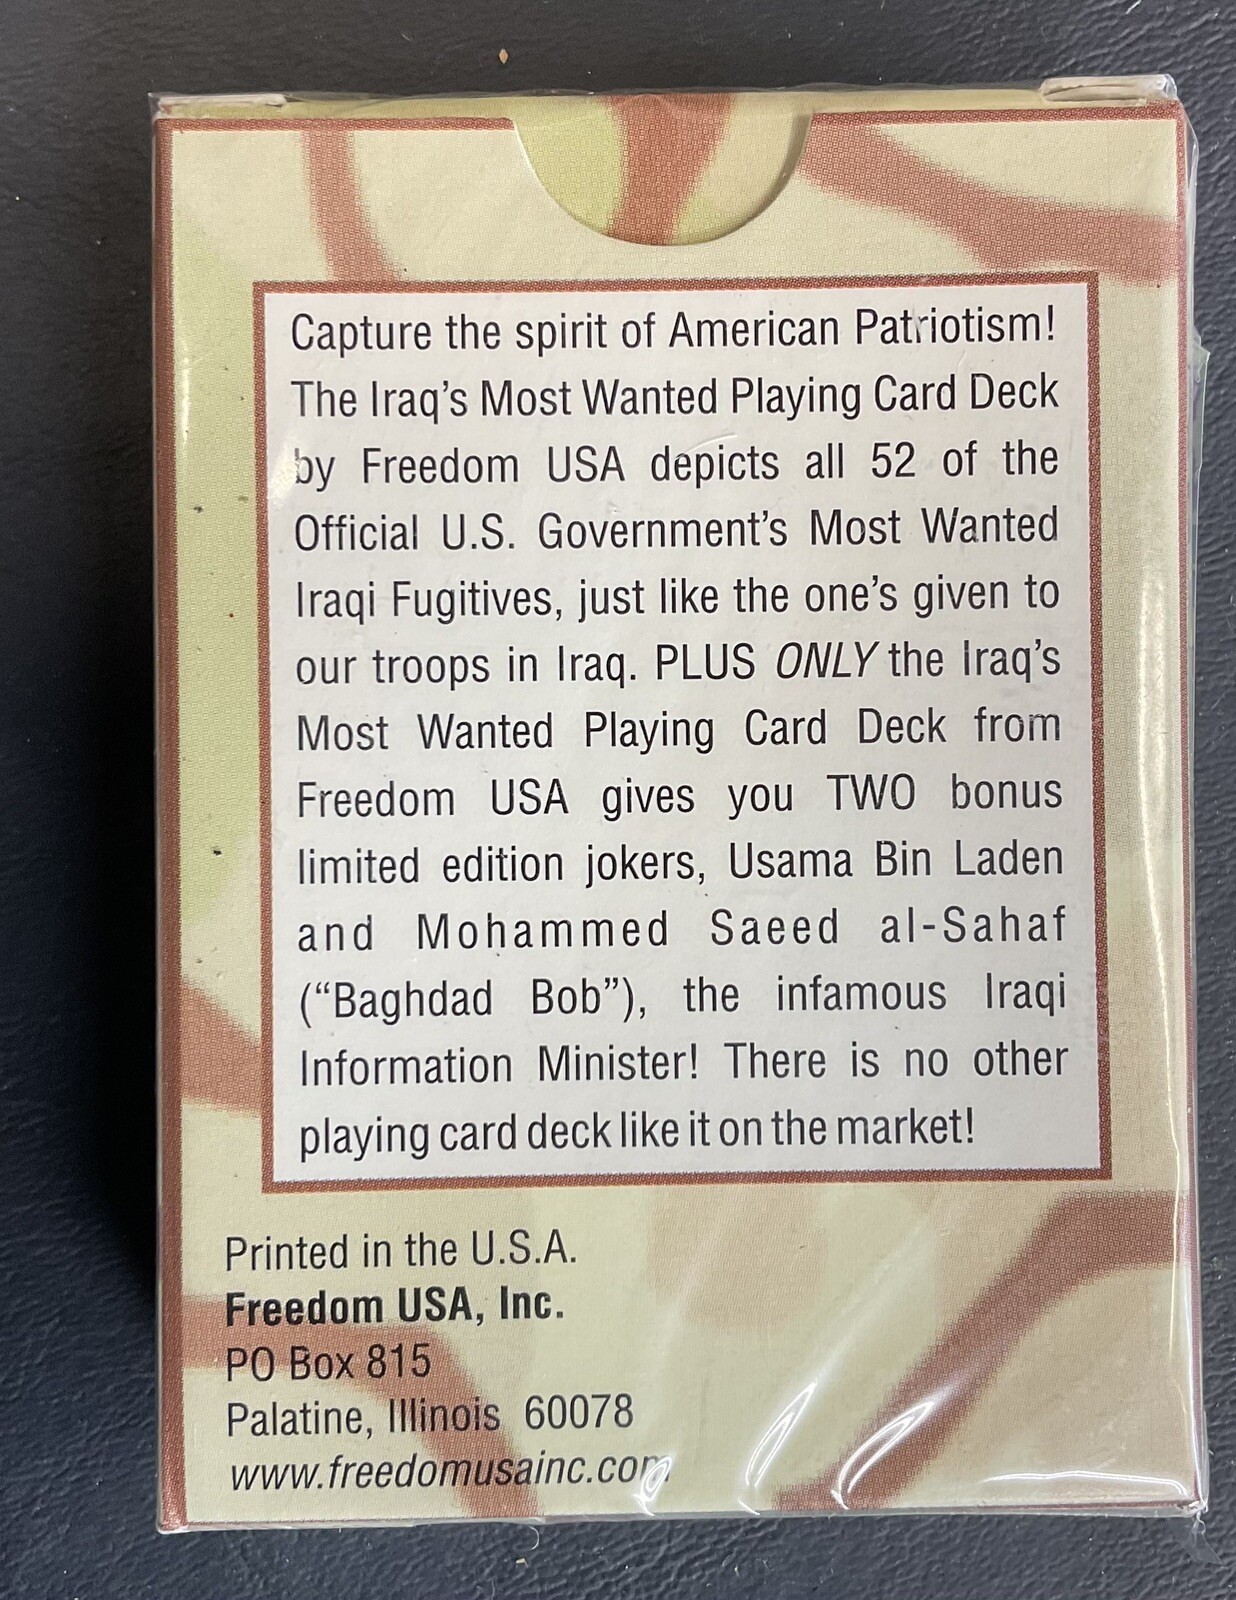 Capture the spirit of American Patriotism!
The Iraq's Most Wanted Playing Card Deck
by Freedom USA depicts all 52 of the
Official U.S. Government's Most Wanted
Iraqi Fugitives, just like the one's given to
our troops in Iraq. PLUS ONLY the Iraq's
Most Wanted Playing Card Deck from
Freedom USA gives you TWO bonus
limited edition jokers, Usama Bin Laden
and Mohammed Saeed al-Sahaf
("Baghdad Bob"), the infamous Iraqi
Information Minister! There is no other
playing card deck like it on the market!
Printed in the U.S.A.
Freedom USA, Inc.
PO Box 815
Palatine, Illinois 60078
www.freedomusainc.com